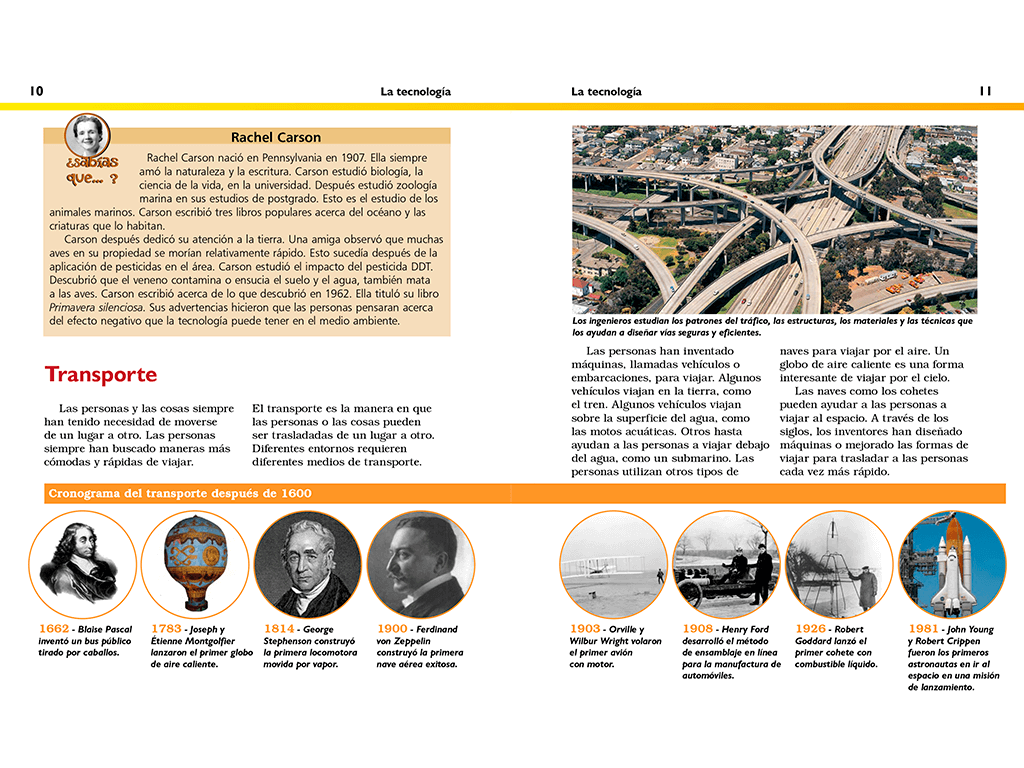 10
La tecnología
¿Sabías
que... ?
Rachel Carson
Rachel Carson nació en Pennsylvania en 1907. Ella siempre
amó la naturaleza y la escritura. Carson estudió biología, la
ciencia de la vida, en la universidad. Después estudió zoología
marina en sus estudios de postgrado. Esto es el estudio de los
animales marinos. Carson escribió tres libros populares acerca del océano y las
criaturas que lo habitan.
Carson después dedicó su atención a la tierra. Una amiga observó que muchas
aves en su propiedad se morían relativamente rápido. Esto sucedía después de la
aplicación de pesticidas en el área. Carson estudió el impacto del pesticida DDT.
Descubrió que el veneno contamina o ensucia el suelo y el agua, también mata
a las aves. Carson escribió acerca de lo que descubrió en 1962. Ella tituló su libro
Primavera silenciosa. Sus advertencias hicieron que las personas pensaran acerca
del efecto negativo que la tecnología puede tener en el medio ambiente.
Transporte
Las personas y las cosas siempre
han tenido necesidad de moverse
de un lugar a otro. Las personas
siempre han buscado maneras más
cómodas y rápidas de viajar.
El transporte es la manera en que
las personas o las cosas pueden
ser trasladadas de un lugar a otro.
Diferentes entornos requieren
diferentes medios de transporte.
La tecnología
11
Los ingenieros estudian los patrones del tráfico, las estructuras, los materiales y las técnicas que
los ayudan a diseñar vías seguras y eficientes.
Las personas han inventado
máquinas, llamadas vehículos o
embarcaciones, para viajar. Algunos
vehículos viajan en la tierra, como
el tren. Algunos vehículos viajan
sobre la superficie del agua, como
las motos acuáticas. Otros hasta
ayudan a las personas a viajar debajo
del agua, como un submarino. Las
personas utilizan otros tipos de
naves para viajar por el aire. Un
globo de aire caliente es una forma
interesante de viajar por el cielo.
Las naves como los cohetes
pueden ayudar a las personas a
viajar al espacio. A través de los
siglos, los inventores han diseñado
máquinas o mejorado las formas de
viajar para trasladar a las personas
cada vez más rápido.
Cronograma del transporte después de 1600
1662 - Blaise Pascal
inventó un bus público
tirado por caballos.
1783 - Joseph y
Étienne Montgolfier
lanzaron el primer globo
de aire caliente.
1814 - George
Stephenson construyó
la primera locomotora
movida por vapor.
1900 - Ferdinand
von Zeppelin
construyó la primera
nave aérea exitosa.
1903 - Orville y
Wilbur Wright volaron
el primer avión
con motor.
1908 - Henry Ford
desarrolló el método
de ensamblaje en línea
para la manufactura de
automóviles.
1926 - Robert
Goddard lanzó el
primer cohete con
combustible líquido.
1981 - John Young
y Robert Crippen
fueron los primeros
astronautas en ir al
espacio en una misión
de lanzamiento.